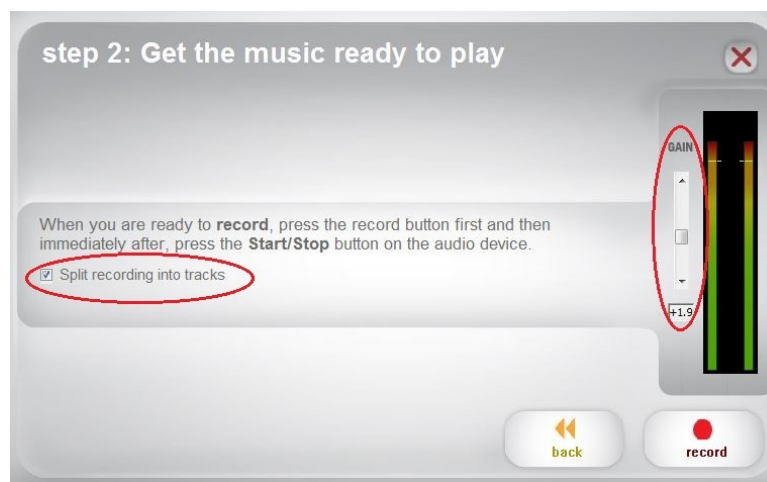 step 2: Get the music ready to play
GAIN
When you are ready to record, press the record button first and then
immediately after, press the Start/Stop button on the audio device.
Split recording into tracks
+1.9
back
record